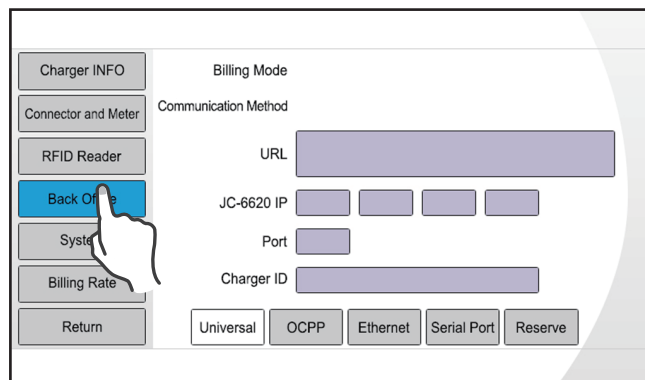 Charger INFO
Connector and Meter
RFID Reader
Back
Billing Rate
Return
Billing Mode
Communication Method
URL
JC-6620 IP
Port
Charger ID
Universal
OCPP
Ethernet
Serial Port
Reserve